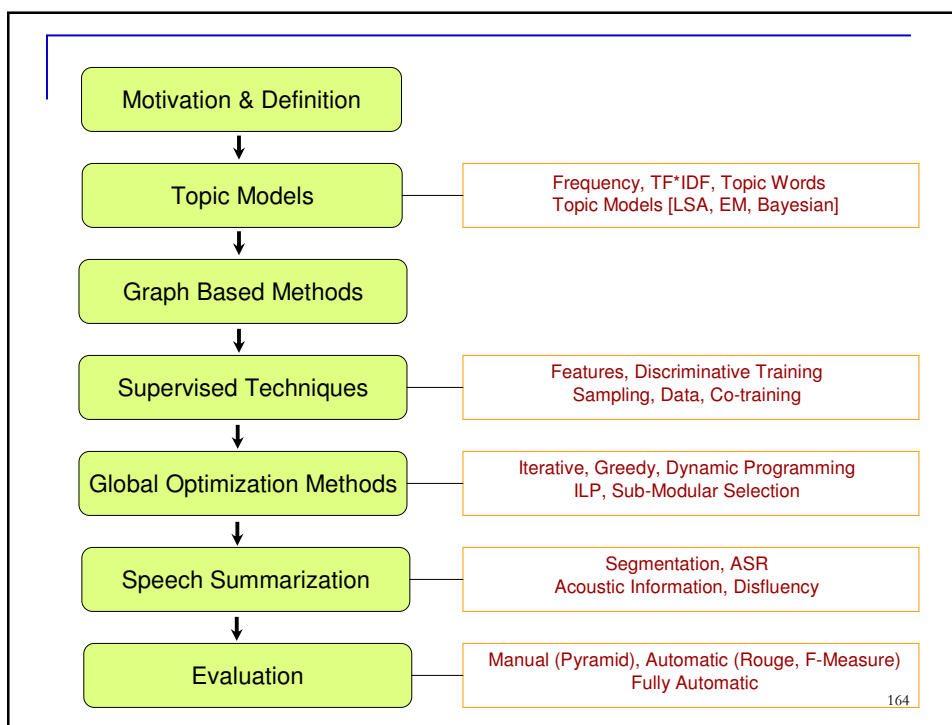 Motivation & Definition
Topic Models
Frequency, TF*IDF, Topic Words
Topic Models [LSA, EM, Bayesian]
Graph Based Methods
Supervised Techniques
Features, Discriminative Training
Sampling, Data, Co-training
Global Optimization Methods
Iterative, Greedy, Dynamic Programming
ILP, Sub-Modular Selection
Speech Summarization
Segmentation, ASR
Acoustic Information, Disfluency
Evaluation
Manual (Pyramid), Automatic (Rouge, F-Measure)
Fully Automatic
164